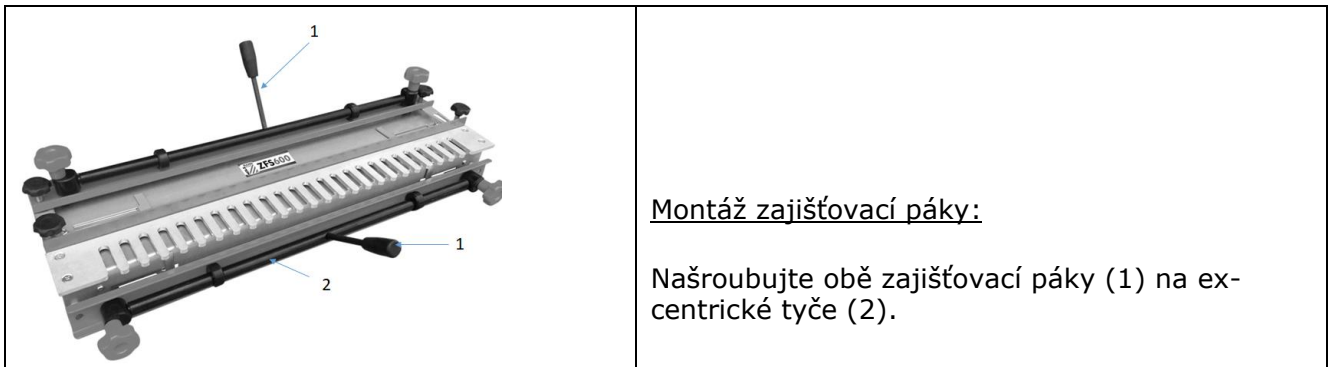 1
ZFS600
1
2
Montáž zajišťovací páky:
Našroubujte obě zajišťovací páky (1) na ex-
centrické tyče (2).